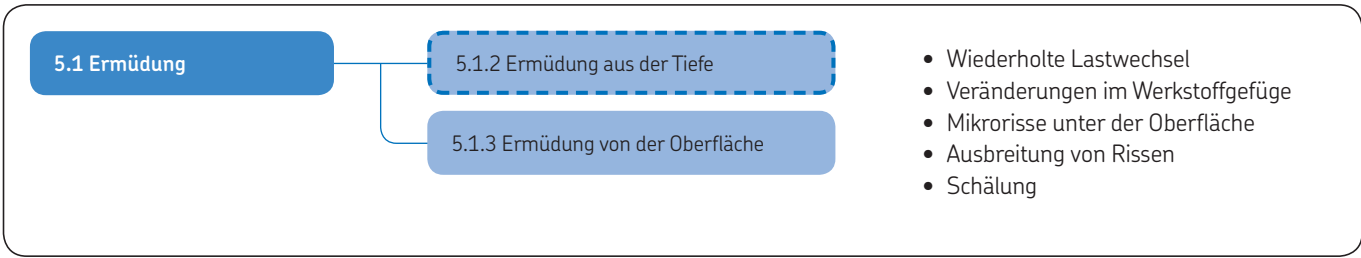 5.1 Ermüdung
5.1.2 Ermüdung aus der Tiefe
5.1.3 Ermüdung von der Oberfläche
• Wiederholte Lastwechsel
• Veränderungen im Werkstoffgefüge
• Mikrorisse unter der Oberfläche
• Ausbreitung von Rissen
• Schälung